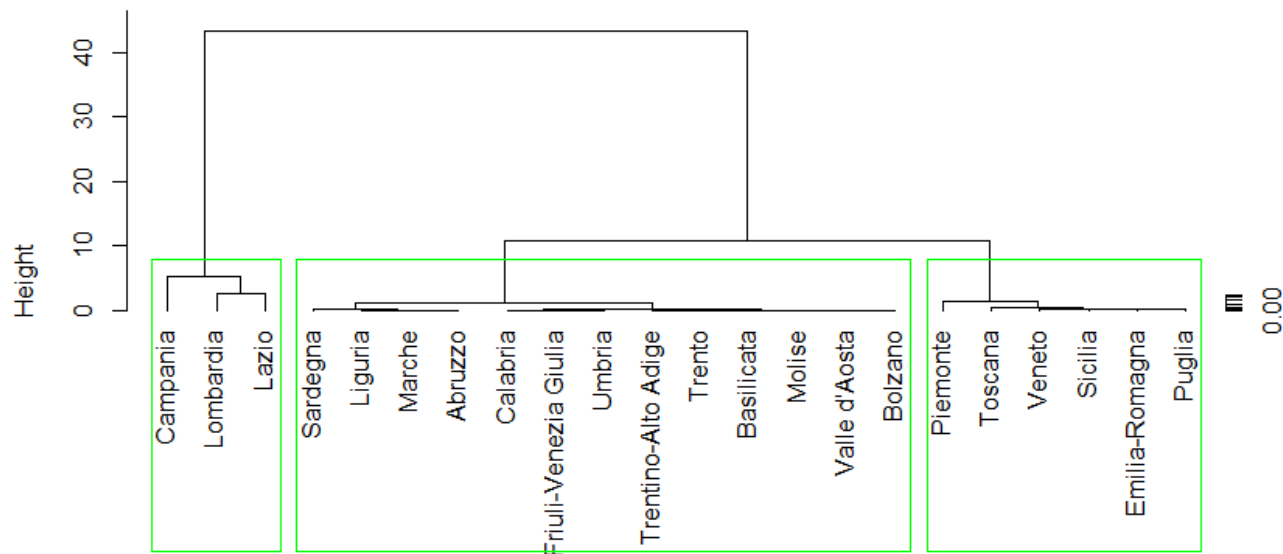 Height
0
10
20
30
40
Campania
Lombardia
Lazio
Sardegna
Liguria
Marche
Abruzzo
Calabria
Friuli-Venezia Giulia
Umbria
Trentino-Alto Adige
Trento
Basilicata
Molise
Valle d'Aosta
Bolzano
Piemonte
Toscana
Veneto
Sicilia
Emilia-Romagna
Puglia
0.00